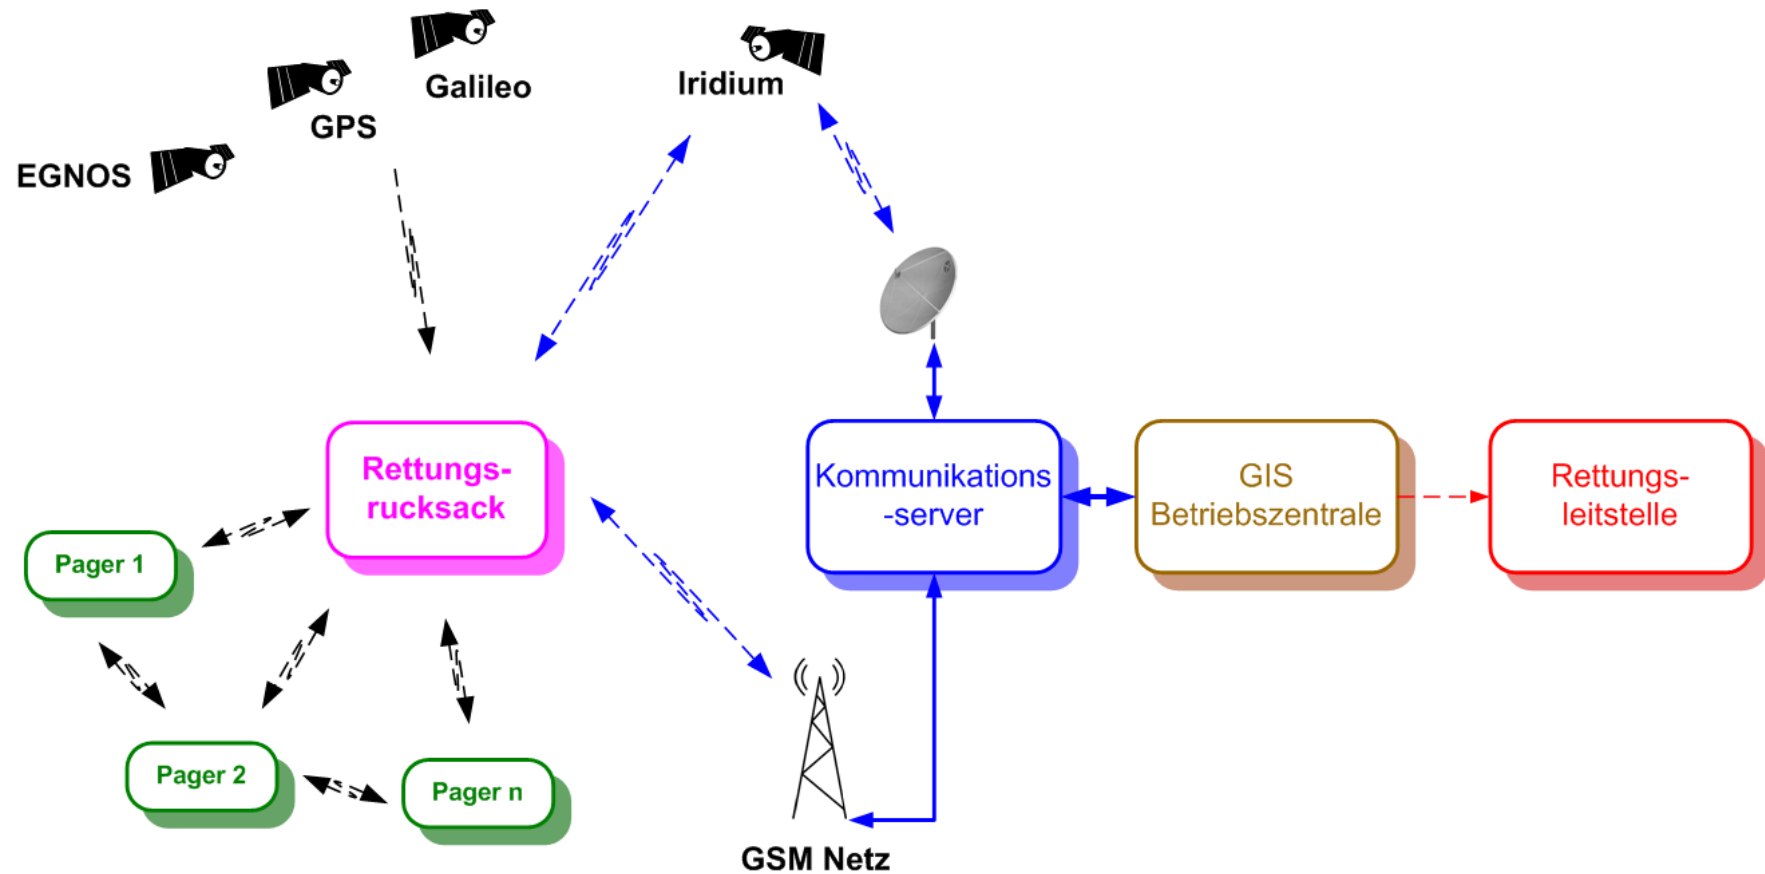 Galileo
Iridium
GPS
EGNOS
Rettungs-
rucksack
Kommunikations
-server
GIS
Betriebszentrale
Rettungs-
leitstelle
Pager 1
Pager 2
Pager n
GSM Netz